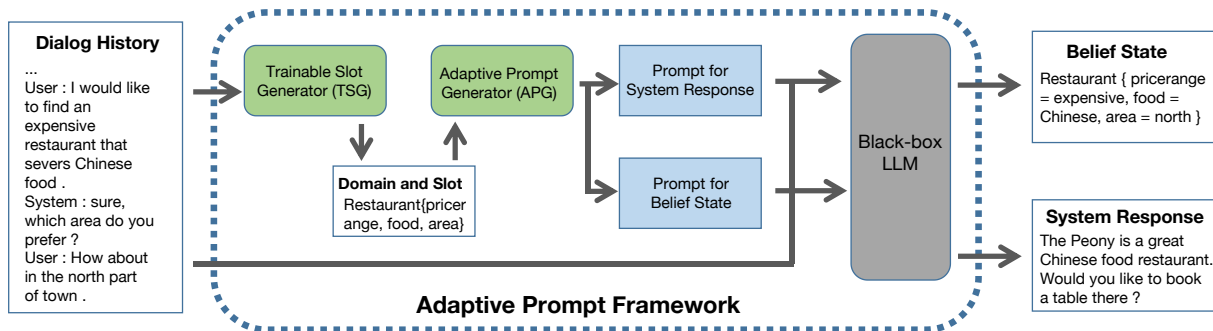 Dialog History
...
User : I would like
to find an
expensive
restaurant that
severs Chinese
food .
System : sure,
which area do you
prefer ?
User : How about
in the north part
of town .
Trainable Slot
Generator (TSG)
Domain and Slot
Restaurant{pricer
ange, food, area}
Adaptive Prompt
Generator (APG)
Prompt for
System Response
Prompt for
Belief State
Black-box
LLM
Adaptive Prompt Framework
Belief State
Restaurant { pricerange
= expensive, food =
Chinese, area = north }
System Response
The Peony is a great
Chinese food restaurant.
Would you like to book
a table there ?